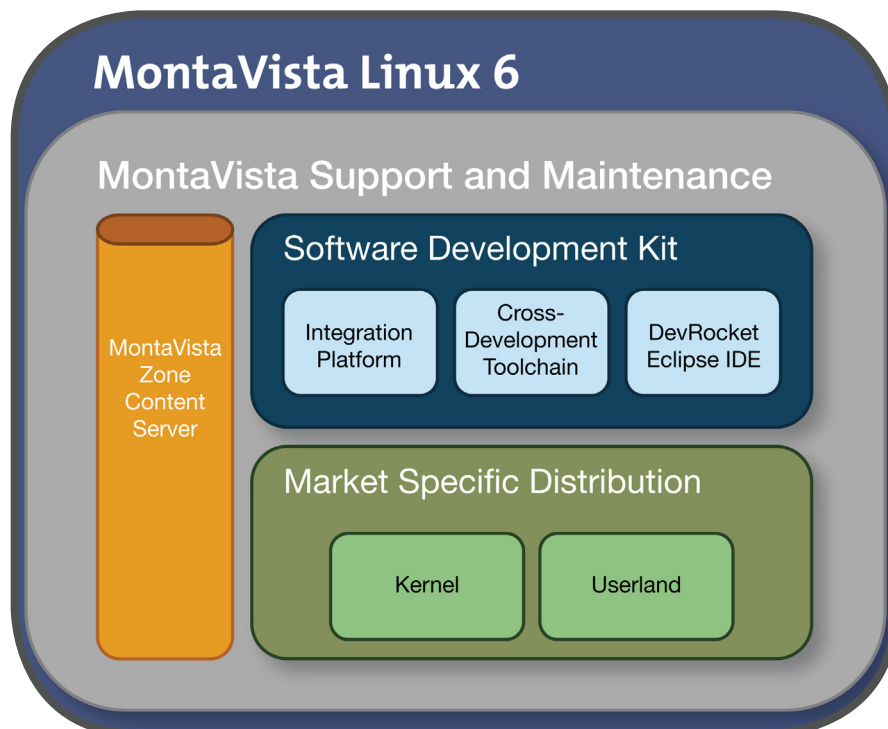 MontaVista Linux 6
MontaVista Support and Maintenance
MontaVista
Zone
Content
Server
Software Development Kit
Integration
Platform
Cross-
Development
Toolchain
DevRocket
Eclipse IDE
Market Specific Distribution
Kernel
Userland